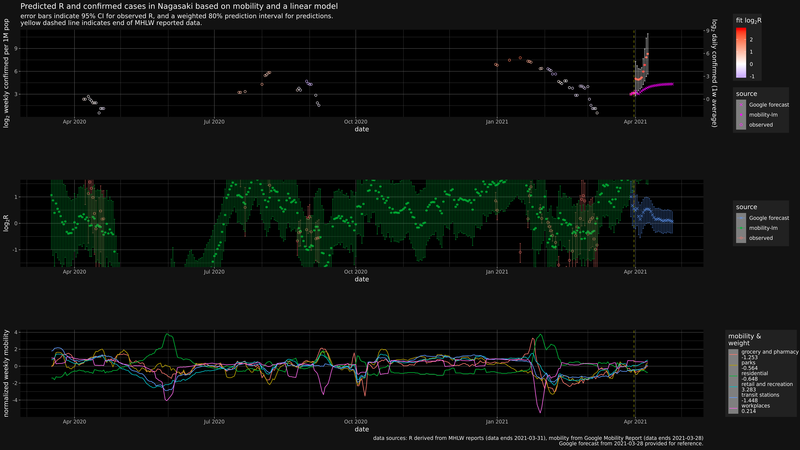 Predicted R and confirmed cases in Nagasaki based on mobility and a linear model
error bars indicate 95% CI for observed R, and a weighted 80% prediction interval for predictions.
yellow dashed line indicates end of MHLW reported data.
log₂ weekly confirmed per 1M pop
9
6
3
log₂ daily confirmed (1w average)
9
6
3
0
Apr 2020
Jul 2020
Oct 2020
Jan 2021
Apr 2021
date
fit log₂R
2
1
0
-1
source
Google forecast
mobility-lm
observed
log₂R
1
0
-1
Apr 2020
Jul 2020
Oct 2020
Jan 2021
Apr 2021
date
source
Google forecast
mobility-lm
observed
normalized weekly mobility
4
2
0
-2
-4
Apr 2020
Jul 2020
Oct 2020
Jan 2021
Apr 2021
date
mobility &
weight
grocery and pharmacy
-1.253
parks
-0.564
residential
-0.648
retail and recreation
3.283
transit stations
-1.448
workplaces
0.214
data sources: R derived from MHLW reports (data ends 2021-03-31), mobility from Google Mobility Report (data ends 2021-03-28)
Google forecast from 2021-03-28 provided for reference.